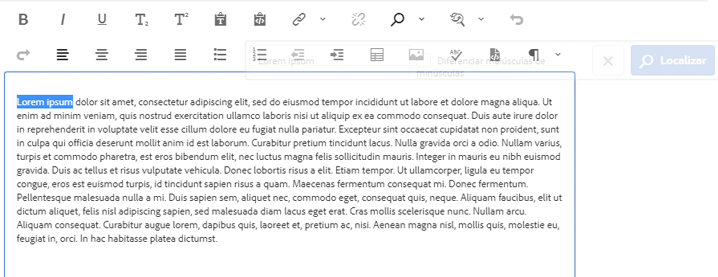 B I U T₂ T² T
Lorem ipsum Diferenciar maiúsculas de minúsculas Localizar
Lorem ipsum dolor sit amet, consectetur adipiscing elit, sed do eiusmod tempor incididunt ut labore et dolore magna aliqua. Ut
enim ad minim veniam, quis nostrud exercitation ullamco laboris nisi ut aliquip ex ea commodo consequat. Duis aute irure dolor
in reprehenderit in voluptate velit esse cillum dolore eu fugiat nulla pariatur. Excepteur sint occaecat cupidatat non proident, sunt
in culpa qui officia deserunt mollit anim id est laborum. Curabitur pretium tincidunt lacus. Nulla gravida orci a odio. Nullam varius,
turpis et commodo pharetra, est eros bibendum elit, nec luctus magna felis sollicitudin mauris. Integer in mauris eu nibh euismod
gravida. Duis ac tellus et risus vulputate vehicula. Donec lobortis risus a elit. Etiam tempor. Ut ullamcorper, ligula eu tempor
congue, eros est euismod turpis, id tincidunt sapien risus a quam. Maecenas fermentum consequat mi. Donec fermentum.
Pellentesque malesuada nulla a mi. Duis sapien sem, aliquet nec, commodo eget, consequat quis, neque. Aliquam faucibus, elit ut
dictum aliquet, felis nisl adipiscing sapien, sed malesuada diam lacus eget erat. Cras mollis scelerisque nunc. Nullam arcu.
Aliquam consequat. Curabitur augue lorem, dapibus quis, laoreet et, pretium ac, nisi. Aenean magna nisl, mollis quis, molestie eu,
feugiat in, orci. In hac habitasse platea dictumst.